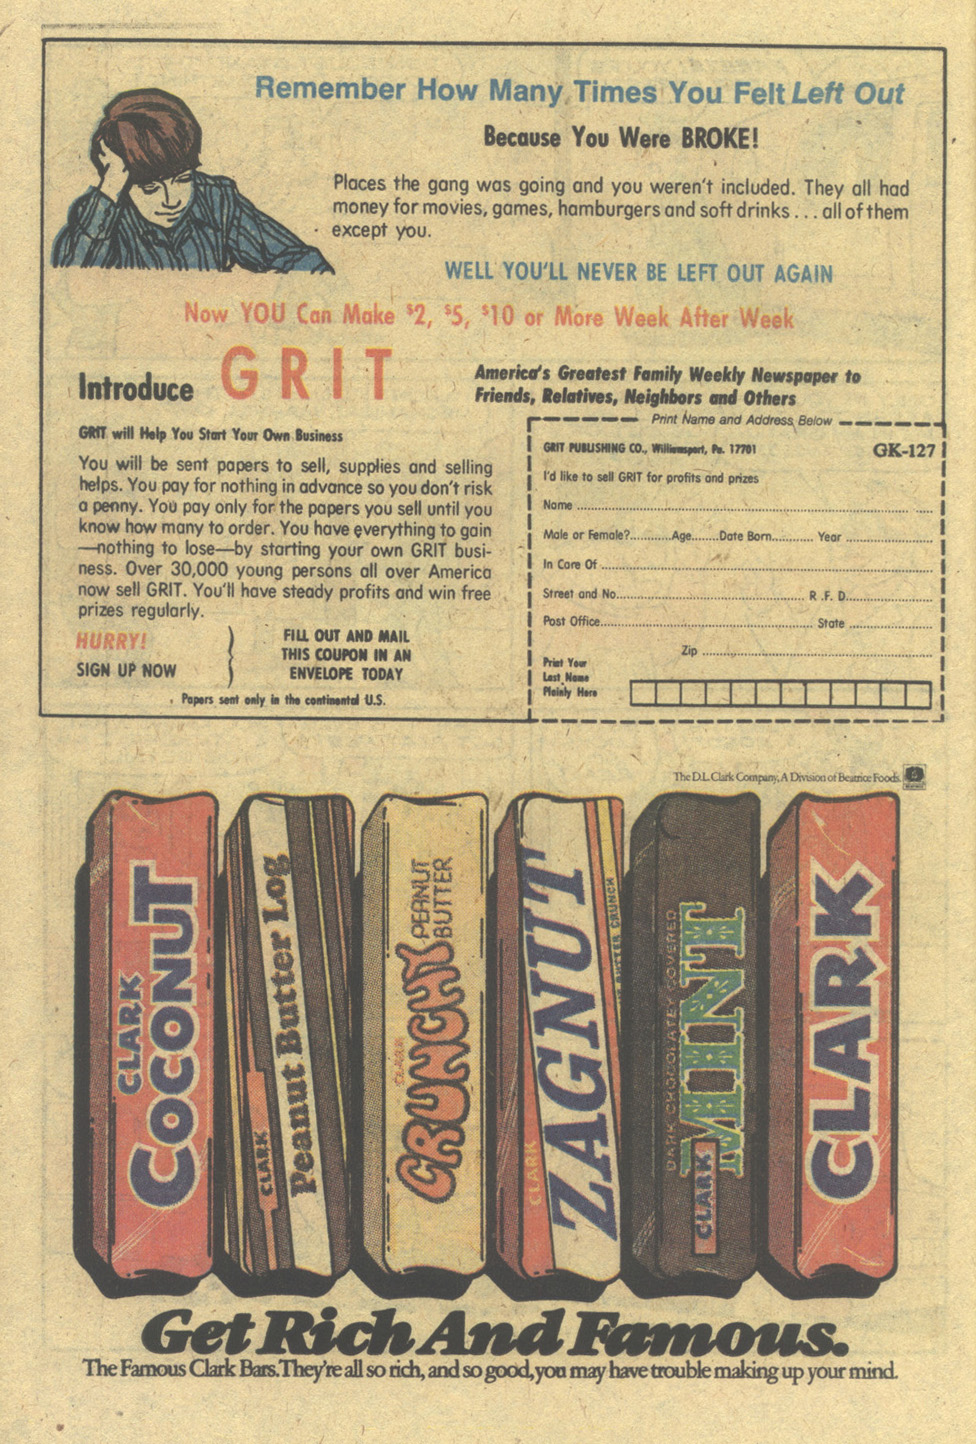 Remember How Many Times You Felt Left Out
Because You Were BROKE!
Places the gang was going and you weren't included. They all had
money for movies, games, hamburgers and soft drinks . . . all of them
except you.
WELL YOU'LL NEVER BE LEFT OUT AGAIN
Now YOU Can Make $2, $5, $10 or More Week After Week
Introduce GRIT
America's Greatest Family Weekly Newspaper to
Friends, Relatives, Neighbors and Others
GRIT will Help You Start Your Own Business
You will be sent papers to sell, supplies and selling
helps. You pay for nothing in advance so you don't risk
a penny. You pay only for the papers you sell until you
know how many to order. You have everything to gain
—nothing to lose—by starting your own GRIT busi-
ness. Over 30,000 young persons all over America
now sell GRIT. You'll have steady profits and win free
prizes regularly.
HURRY!
SIGN UP NOW
FILL OUT AND MAIL
THIS COUPON IN AN
ENVELOPE TODAY
Papers sent only in the continental U.S.
Print Name and Address Below
GRIT PUBLISHING CO., Williamsport, Pa. 17701 GK-127
I'd like to sell GRIT for profits and prizes
Name
Male or Female? Age Date Born Year
In Care Of
Street and No. R.F.D.
Post Office State
Zip
Print Your
Last Name
Plainly Here
The D.L. Clark Company, A Division of Beatrice Foods.
CLARK
COCONUT
CLARK
Peanut Butter Log
CLARK
CRUNCHY
PEANUT
BUTTER
CLARK
ZAGNUT
CRUNCH
DARK CHOCOLATEY COVERED
MINT
CLARK
CLARK
Get Rich And Famous.
The Famous Clark Bars. They're all so rich, and so good, you may have trouble making up your mind.